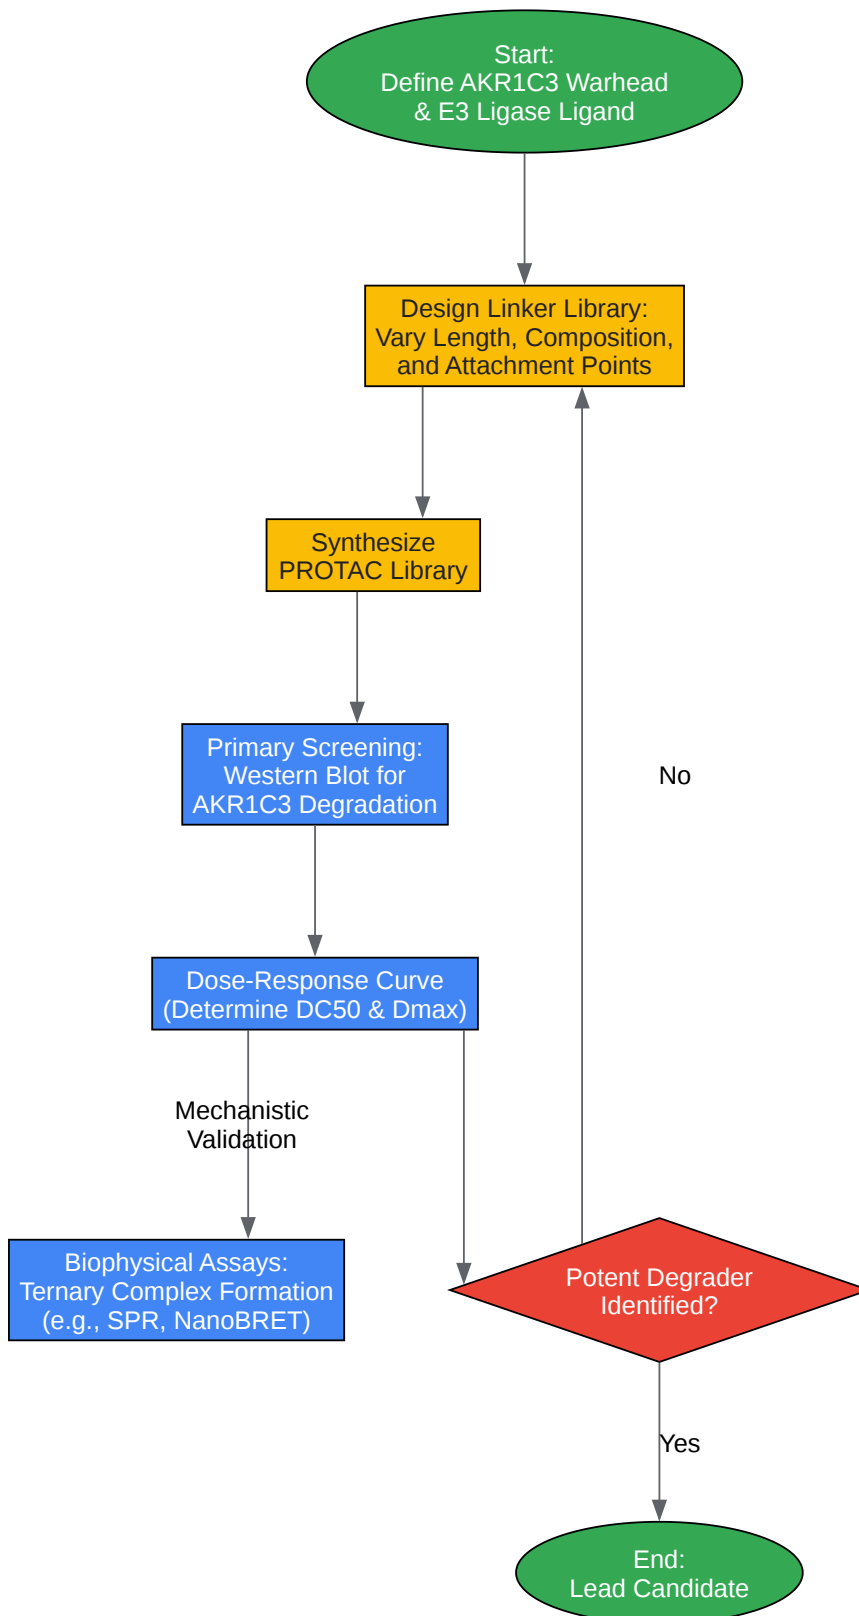 Start:
Define AKR1C3 Warhead
& E3 Ligase Ligand
Design Linker Library:
Vary Length, Composition,
and Attachment Points
Synthesize
PROTAC Library
Primary Screening:
Western Blot for
AKR1C3 Degradation
No
Dose-Response Curve
(Determine DC50 & Dmax)
Mechanistic
Validation
Biophysical Assays:
Ternary Complex Formation
(e.g., SPR, NanoBRET)
Potent Degrader
Identified?
Yes
End:
Lead Candidate